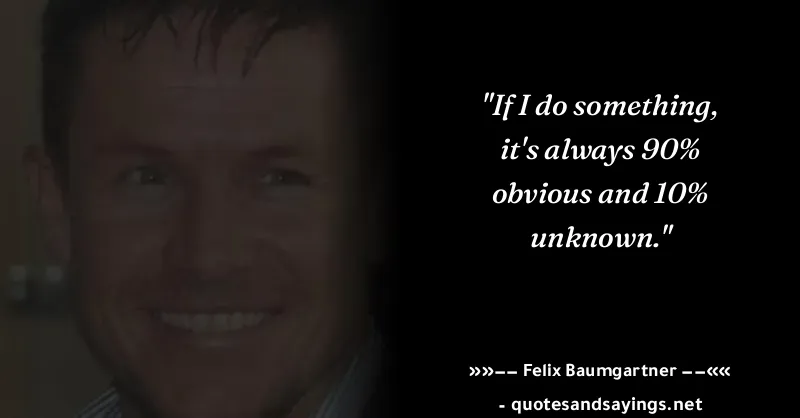 "If I do something,
it's always 90%
obvious and 10%
unknown."
»»–– Felix Baumgartner ––««
- quotesandsayings.net